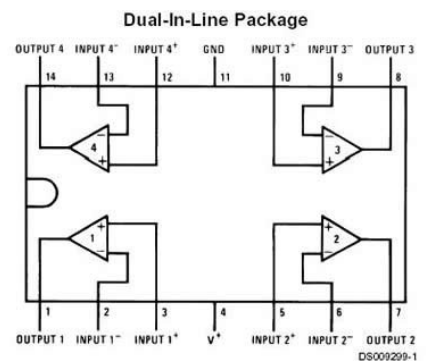 Dual-In-Line Package
OUTPUT 4 INPUT 4⁻ INPUT 4⁺ GND INPUT 3⁺ INPUT 3⁻ OUTPUT 3
14 13 12 11 10 9 8
4 − + − + 3
1 + − + − 2
1 2 3 4 5 6 7
OUTPUT 1 INPUT 1⁻ INPUT 1⁺ V⁺ INPUT 2⁺ INPUT 2⁻ OUTPUT 2
DS009299-1